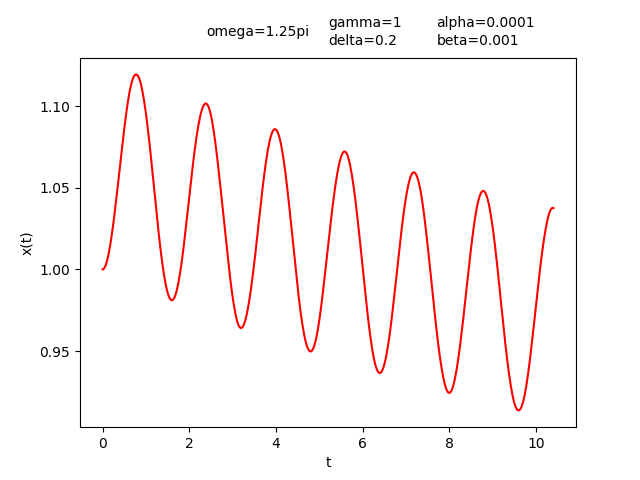 omega=1.25pi
gamma=1
delta=0.2
alpha=0.0001
beta=0.001
1.10
1.05
1.00
0.95
x(t)
0 2 4 6 8 10
t